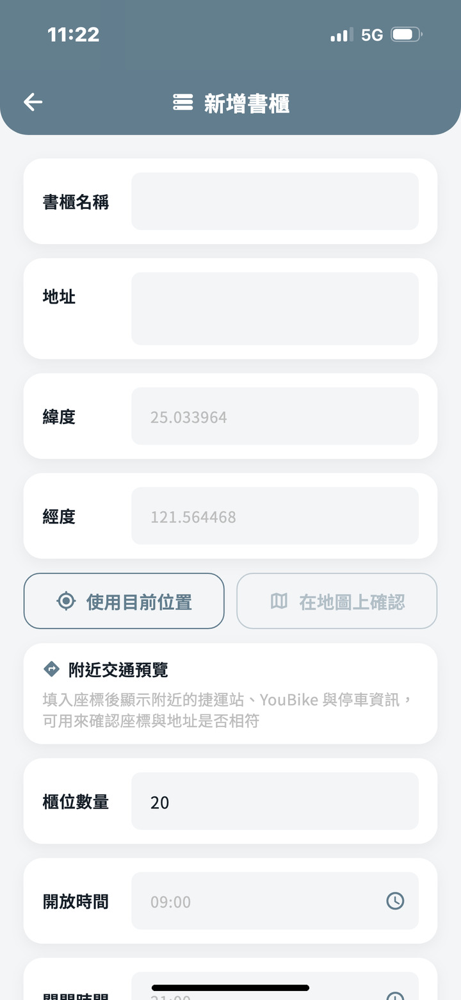 11:22
5G
新增書櫃
書櫃名稱
地址
緯度
25.033964
經度
121.564468
使用目前位置
在地圖上確認
附近交通預覽
填入座標後顯示附近的捷運站、YouBike 與停車資訊，
可用來確認座標與地址是否相符
櫃位數量
20
開放時間
09:00